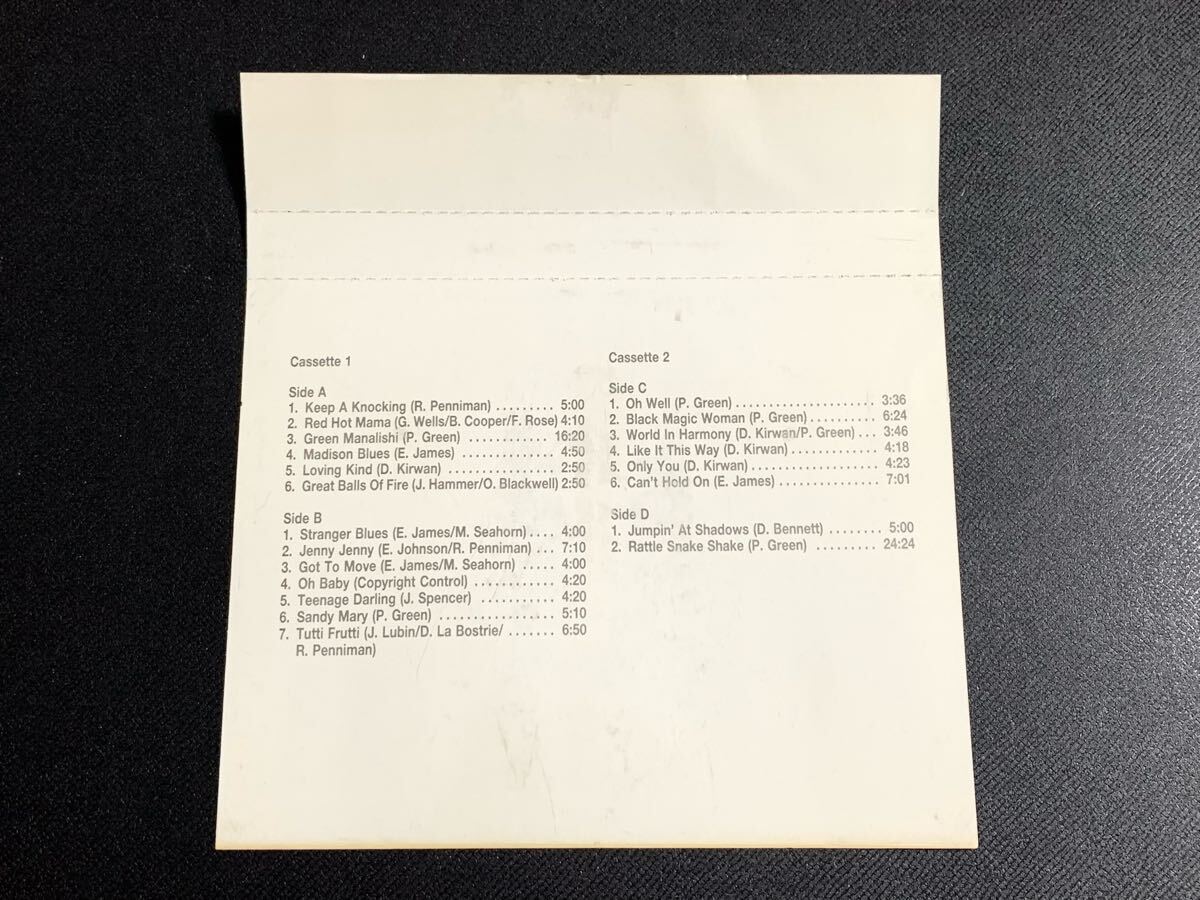 Cassette 1
Side A
1. Keep A Knocking (R. Penniman) ......... 5:00
2. Red Hot Mama (G. Wells/B. Cooper/F. Rose) 4:10
3. Green Manalishi (P. Green) ............ 16:20
4. Madison Blues (E. James) .............. 4:50
5. Loving Kind (D. Kirwan) ................ 2:50
6. Great Balls Of Fire (J. Hammer/O. Blackwell) 2:50
Side B
1. Stranger Blues (E. James/M. Seahorn) .... 4:00
2. Jenny Jenny (E. Johnson/R. Penniman) ... 7:10
3. Got To Move (E. James/M. Seahorn) ..... 4:00
4. Oh Baby (Copyright Control) ............ 4:20
5. Teenage Darling (J. Spencer) ........... 4:20
6. Sandy Mary (P. Green) ................. 5:10
7. Tutti Frutti (J. Lubin/D. La Bostrie/ ....... 6:50
R. Penniman)
Cassette 2
Side C
1. Oh Well (P. Green) ..................... 3:36
2. Black Magic Woman (P. Green) .......... 6:24
3. World In Harmony (D. Kirwan/P. Green) ... 3:46
4. Like It This Way (D. Kirwan) ............. 4:18
5. Only You (D. Kirwan) ................... 4:23
6. Can't Hold On (E. James) ............... 7:01
Side D
1. Jumpin' At Shadows (D. Bennett) ........ 5:00
2. Rattle Snake Shake (P. Green) ......... 24:24